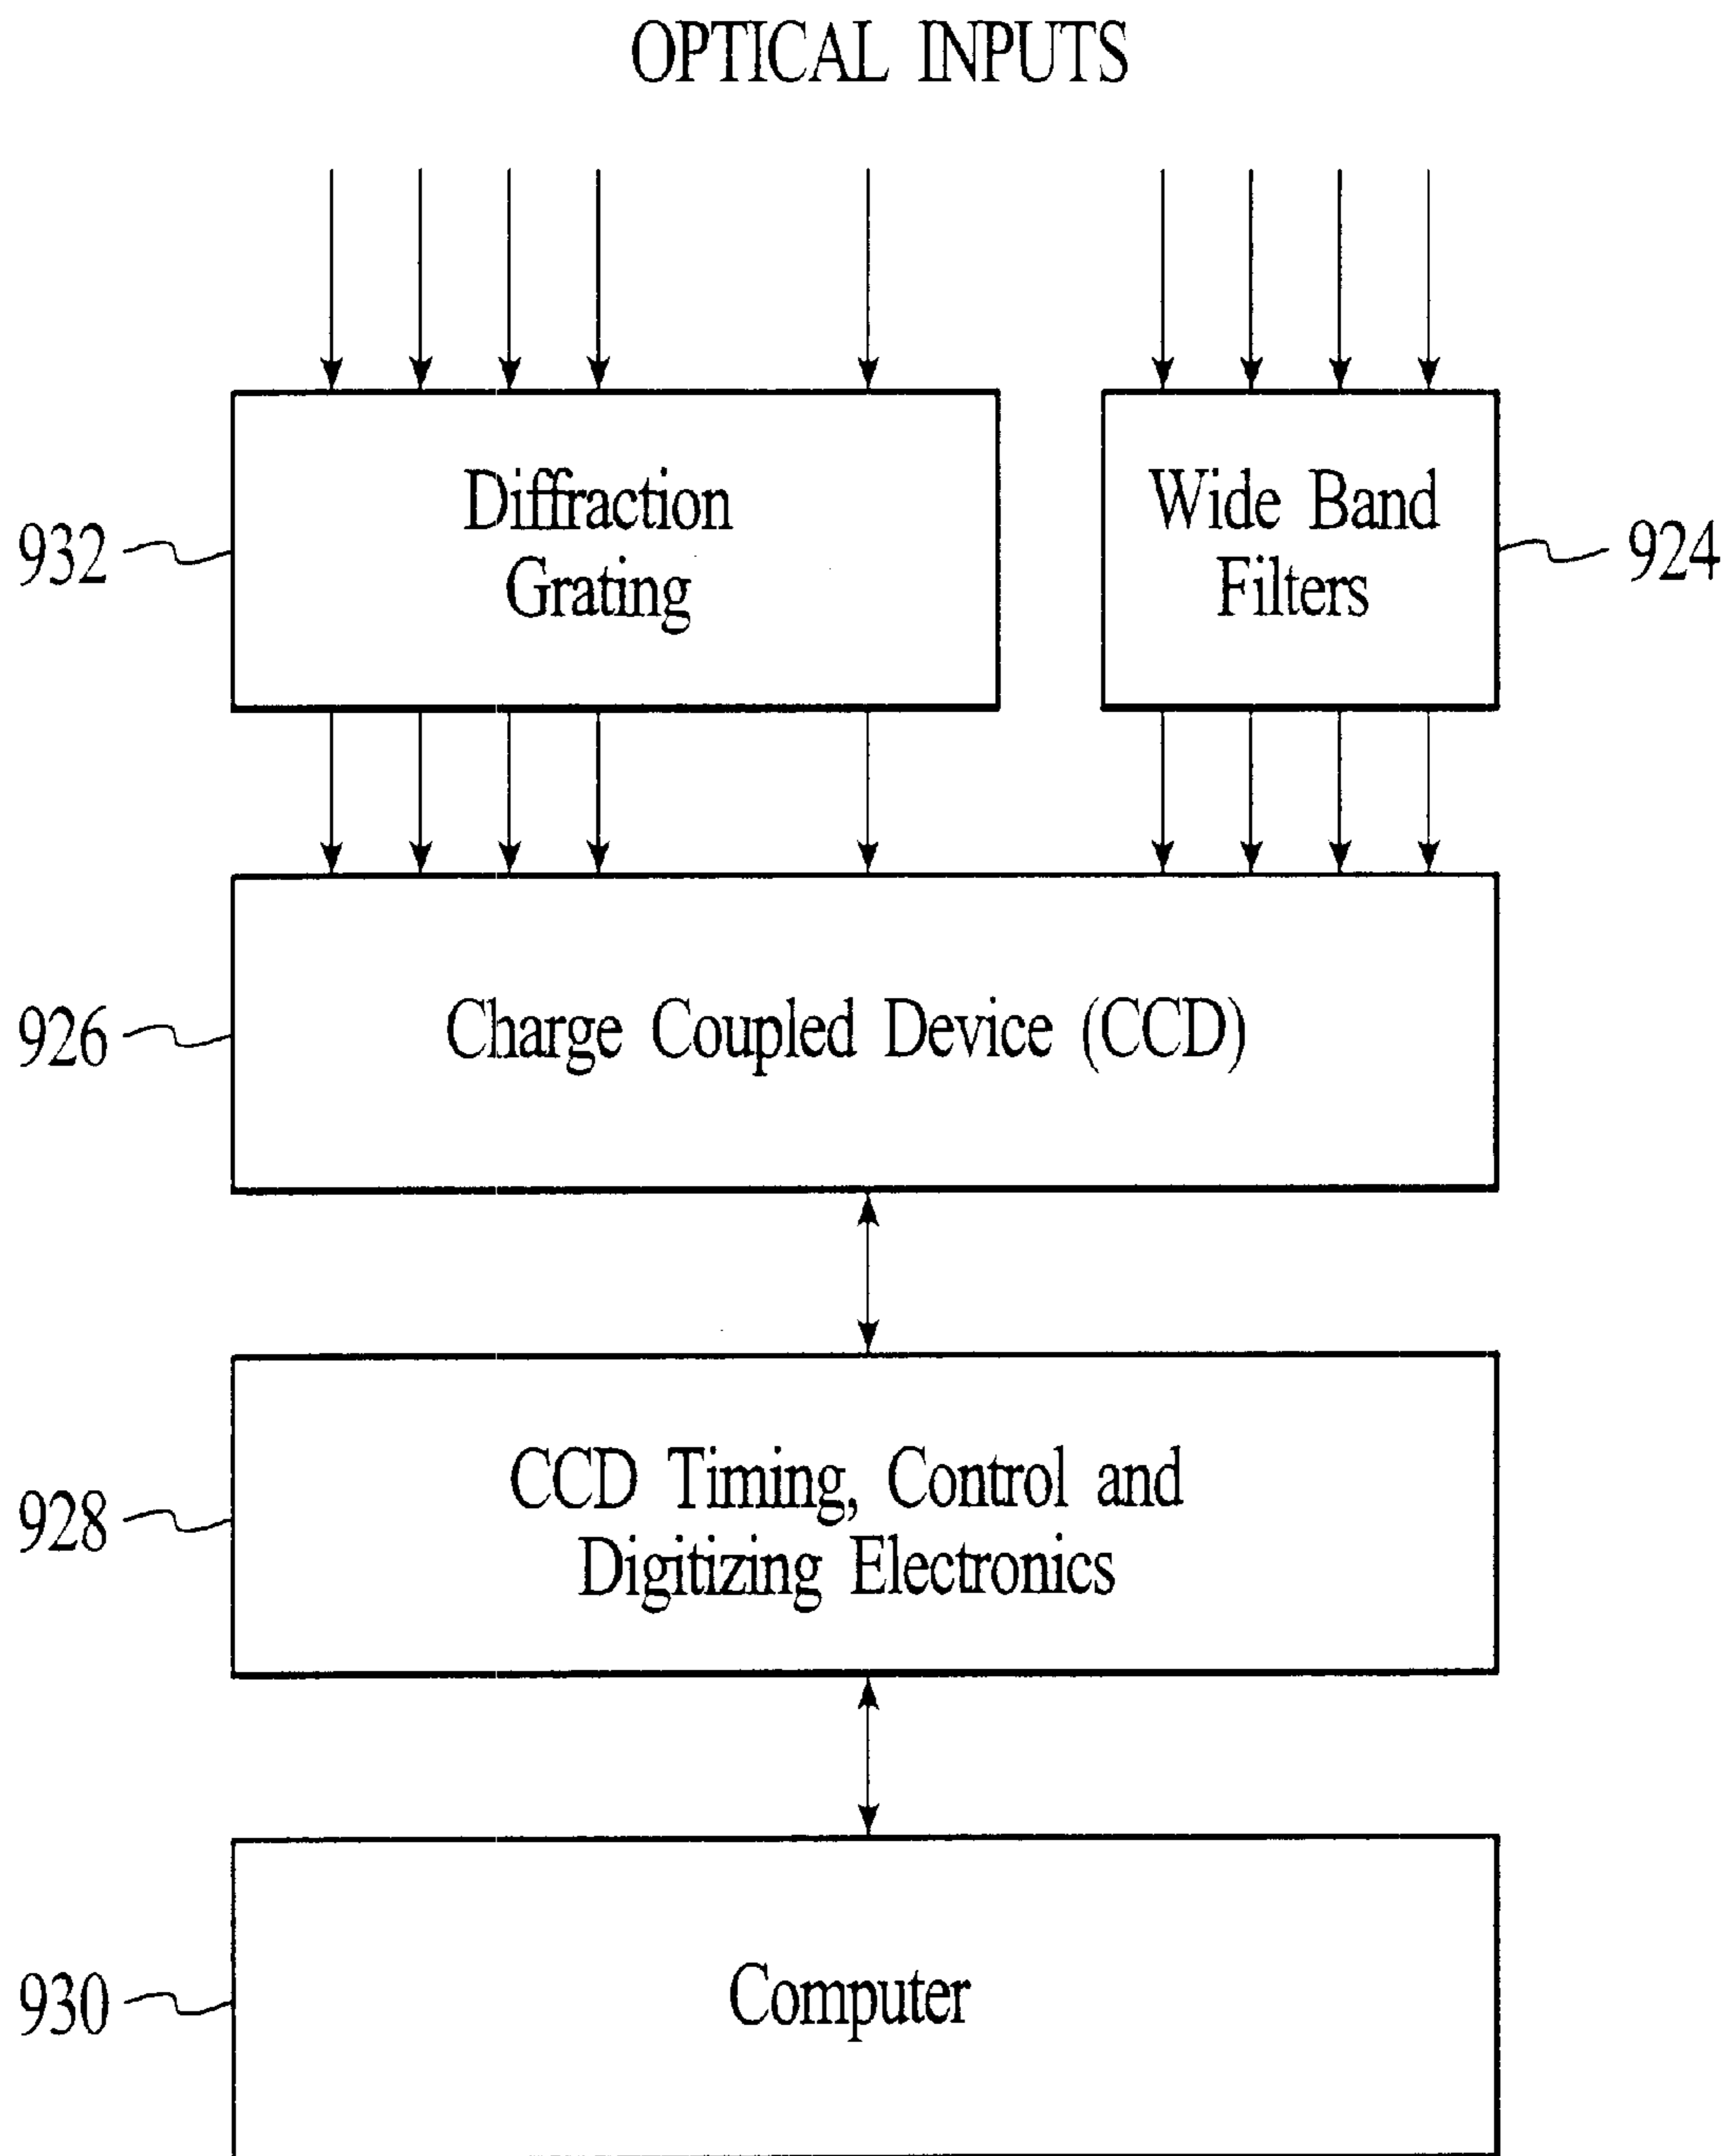 OPTICAL INPUTS
Diffraction
Grating
932
Wide Band
Filters
924
Charge Coupled Device (CCD)
926
CCD Timing, Control and
Digitizing Electronics
928
Computer
930